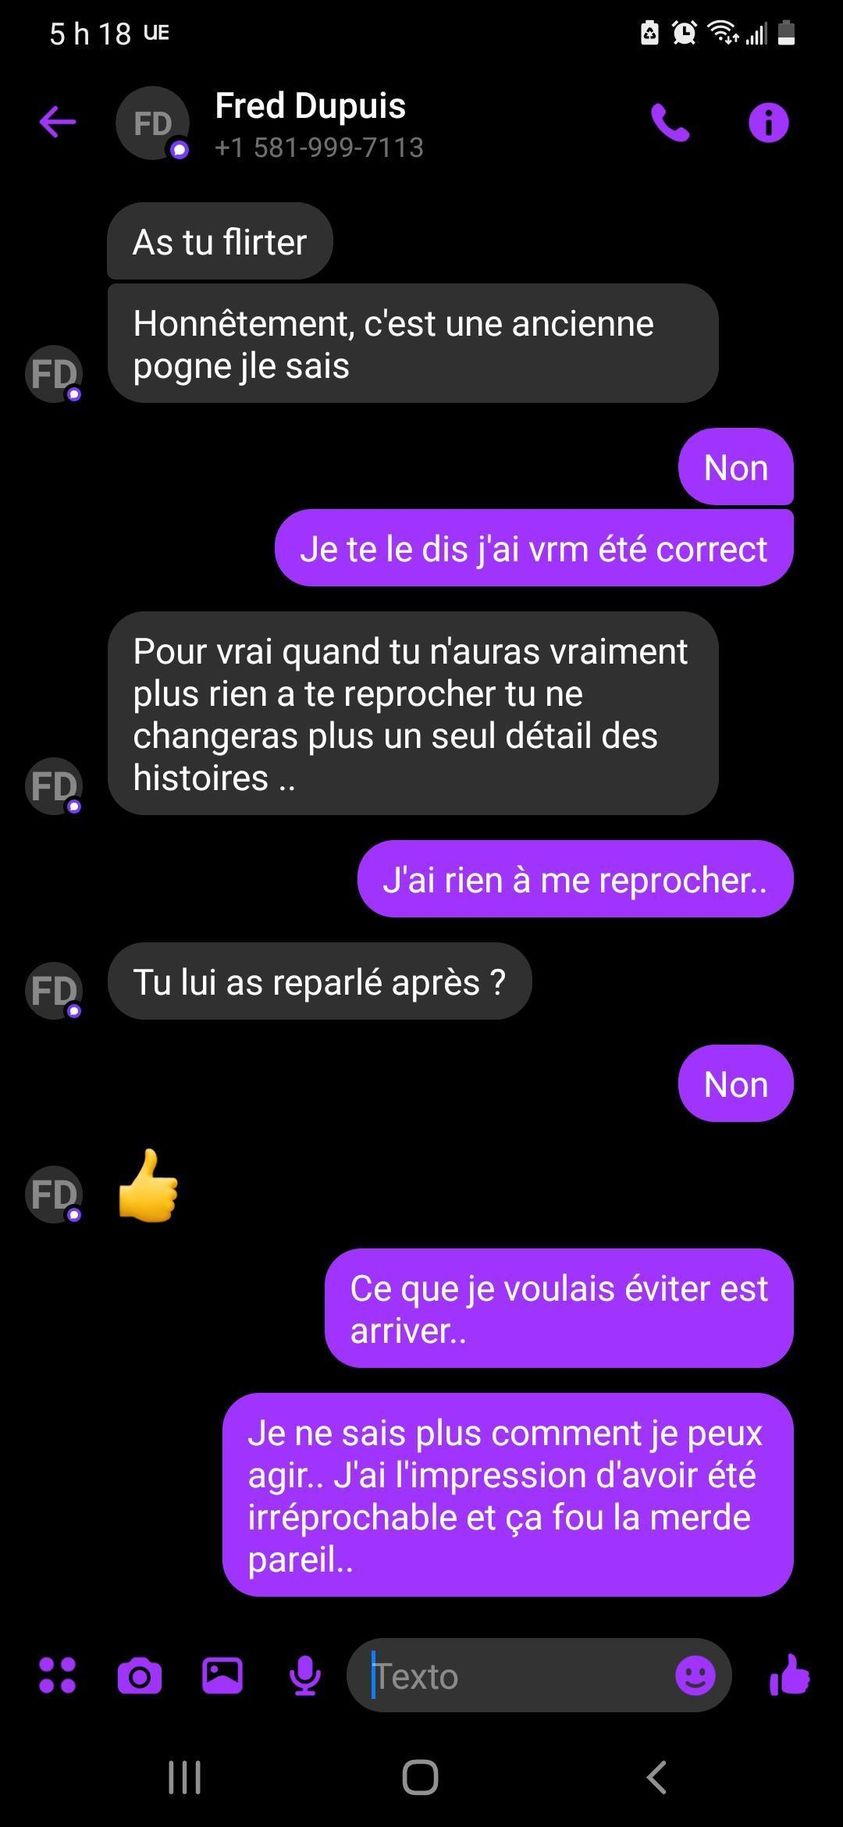 5 h 18 UE
FD
Fred Dupuis
+1 581-999-7113
As tu flirter
Honnêtement, c'est une ancienne
pogne jle sais
FD
Non
Je te le dis j'ai vrm été correct
Pour vrai quand tu n'auras vraiment
plus rien a te reprocher tu ne
changeras plus un seul détail des
histoires ..
FD
J'ai rien à me reprocher..
Tu lui as reparlé après ?
FD
Non
FD
Ce que je voulais éviter est
arriver..
Je ne sais plus comment je peux
agir.. J'ai l'impression d'avoir été
irréprochable et ça fou la merde
pareil..
Texto